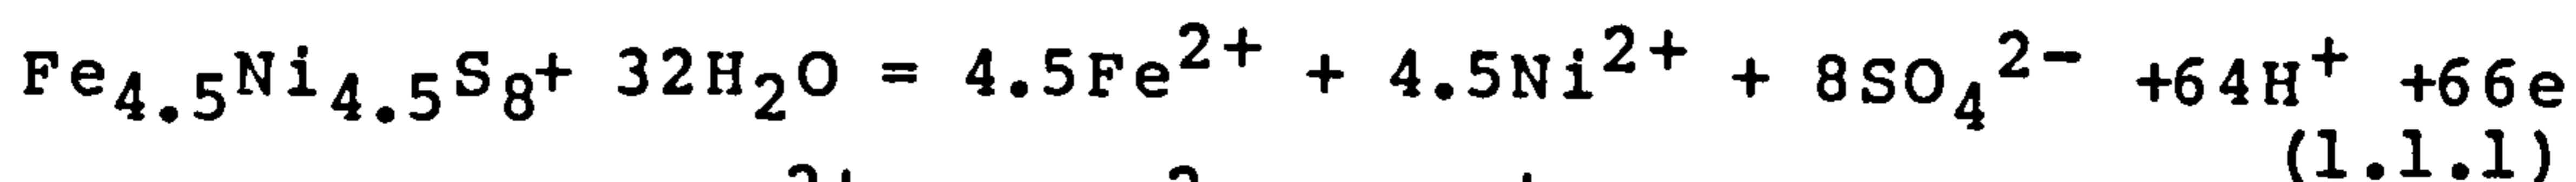 Fe₄.₅Ni₄.₅S₈+ 32H₂O = 4.5Fe²⁺ + 4.5Ni²⁺ + 8SO₄²⁻ +64H⁺ +66e
(1.1.1)